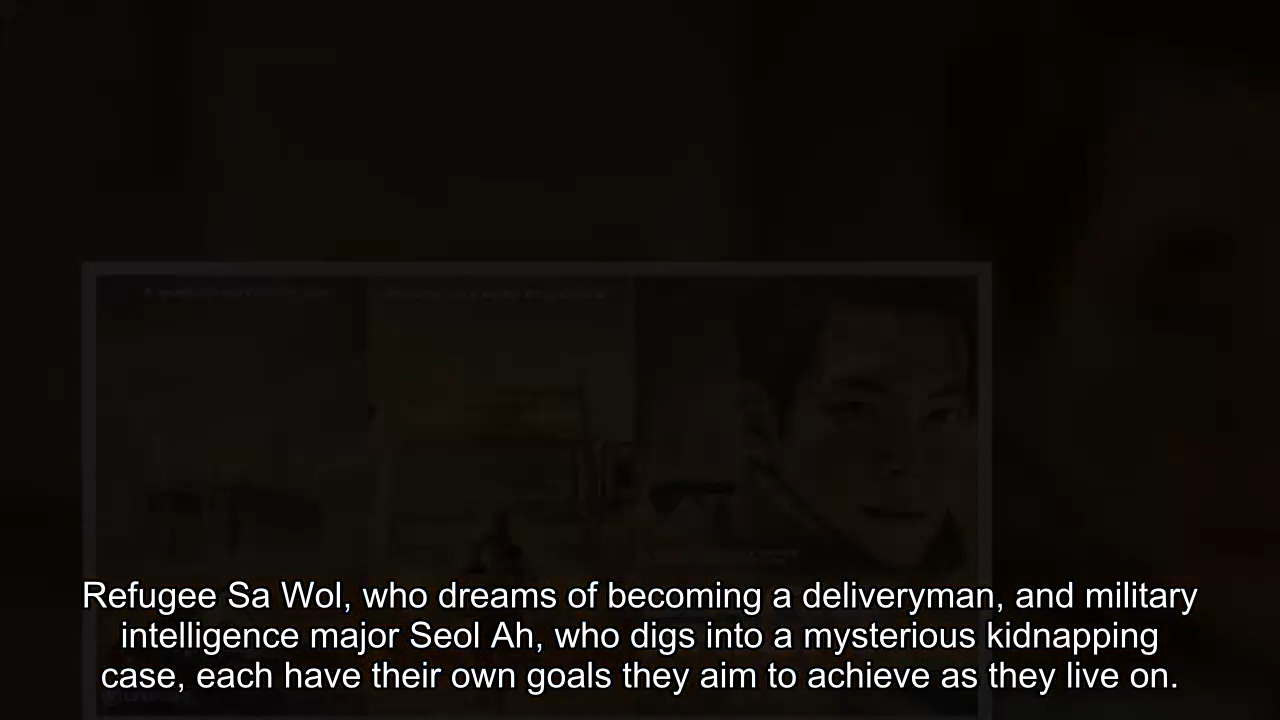 Refugee Sa Wol, who dreams of becoming a deliveryman, and military
intelligence major Seol Ah, who digs into a mysterious kidnapping
case, each have their own goals they aim to achieve as they live on.